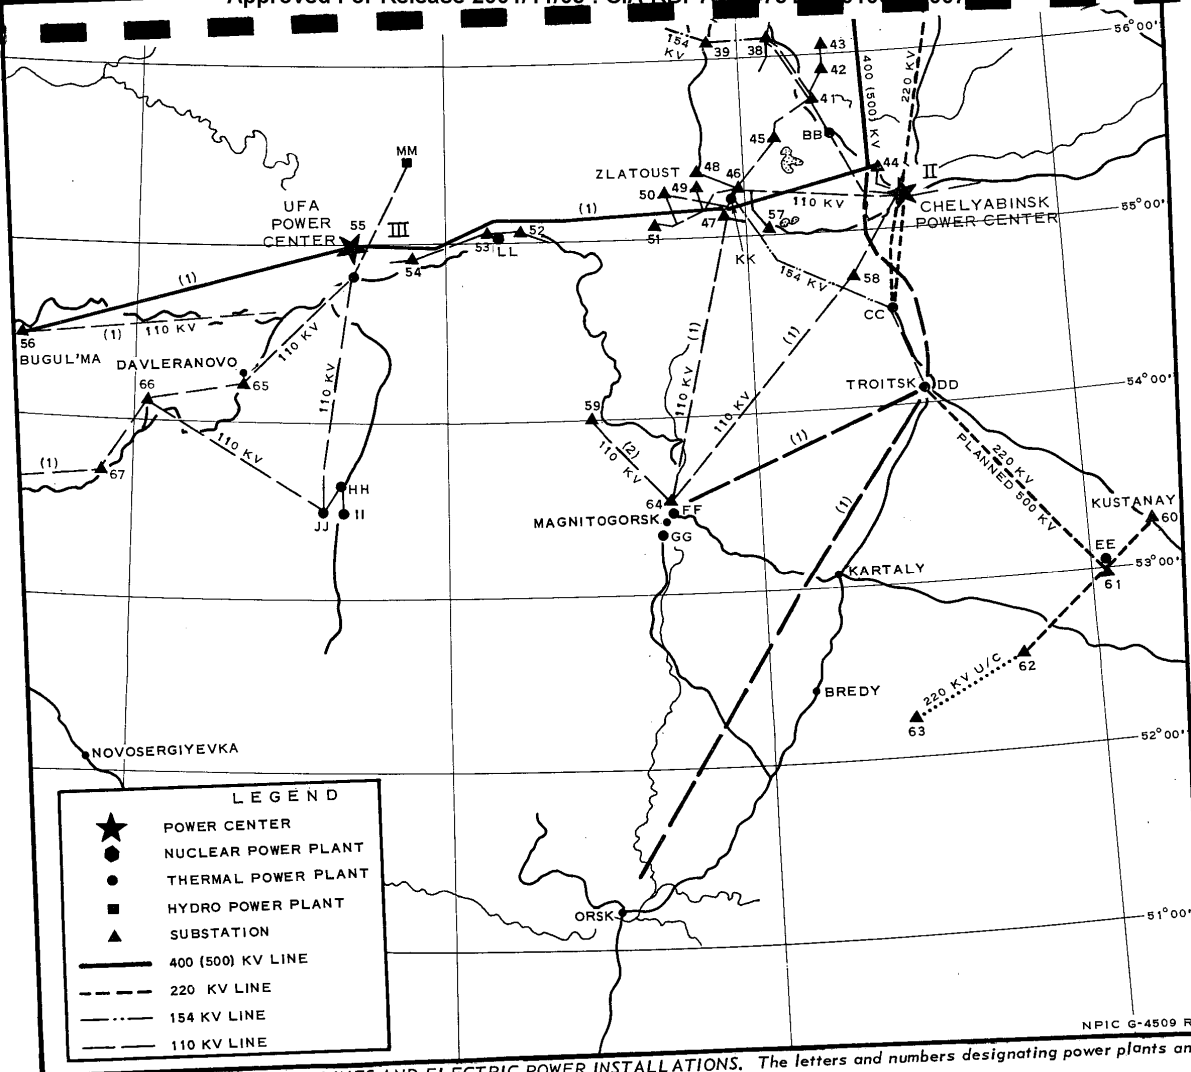 Approved For Release
56°00'
154 KV
39
38
43
42
41
400 (500) KV
220 KV
BB
45
44
II
MM
ZLATOUST
48
46
49
50
47
110 KV
57
51
CHELYABINSK
POWER CENTER
55°00'
UFA
POWER
CENTER
55
III
(1)
53
52
LL
54
KK
154 KV
58
CC
(1)
(1)
110 KV
56
BUGUL'MA
110 KV
DAVLERANOVO
66
65
110 KV
(1)
110 KV
(1)
110 KV
TROITSK
DD
54°00'
59
(2)
110 KV
110 KV
(1)
220 KV
PLANNED 500 KV
(1)
67
HH
II
JJ
64
FF
MAGNITOGORSK
GG
(1)
KUSTANAY
60
EE
53°00'
61
KARTALY
62
220 KV U/C
63
BREDY
52°00'
NOVOSERGIYEVKA
LEGEND
POWER CENTER
NUCLEAR POWER PLANT
THERMAL POWER PLANT
HYDRO POWER PLANT
SUBSTATION
400 (500) KV LINE
220 KV LINE
154 KV LINE
110 KV LINE
ORSK
51°00'
NPIC G-4509
AND ELECTRIC POWER INSTALLATIONS. The letters and numbers designating power plants